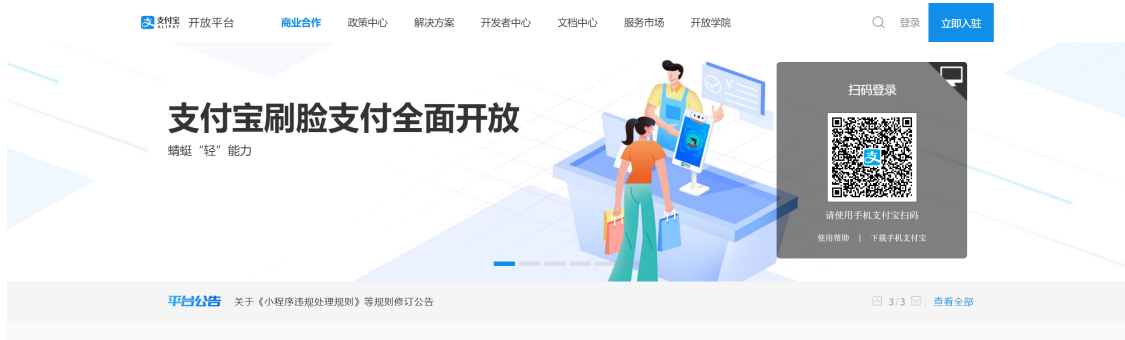 支付宝 ALIPAY 开放平台 商业合作 政策中心 解决方案 开发者中心 文档中心 服务市场 开放学院 登录 立即入驻
支付宝刷脸支付全面开放
蜻蜓“轻”能力
扫码登录
支
请使用手机支付宝扫码
使用帮助 | 下载手机支付宝
平台公告 关于《小程序违规处理规则》等规则修订公告 3/3 查看全部